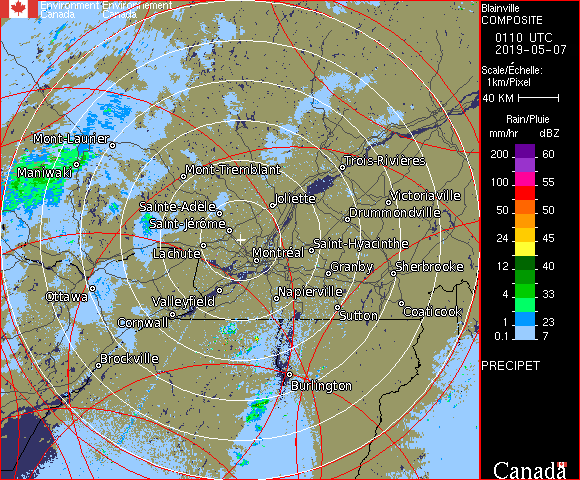 Environment Environnement
Canada Canada
Blainville
COMPOSITE
0110 UTC
2019-05-07
Scale/Échelle:
1km/Pixel
40 KM
Rain/Pluie
mm/hr dBZ
200 60
100 55
50 50
24 45
12 40
4 33
1 23
0.1 7
PRECIPET
Canada
Mont-Laurier
Maniwaki
Mont-Tremblant
Trois-Rivières
Joliette
Victoriaville
Sainte-Adèle
Drummondville
Saint-Jérôme
Lachute
Montréal
Saint-Hyacinthe
Granby
Sherbrooke
Ottawa
Valleyfield
Napierville
Cornwall
Sutton
Coaticook
Brockville
Burlington